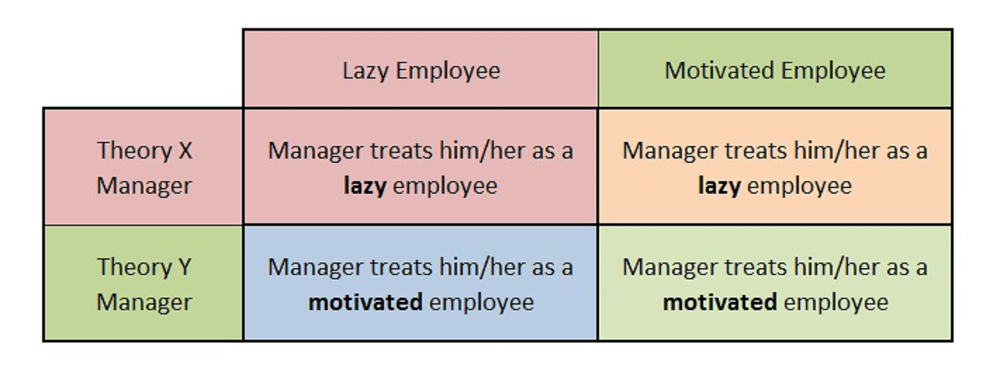 Lazy Employee
Motivated Employee
Theory X
Manager
Manager treats him/her as a
lazy employee
Manager treats him/her as a
lazy employee
Theory Y
Manager
Manager treats him/her as a
motivated employee
Manager treats him/her as a
motivated employee